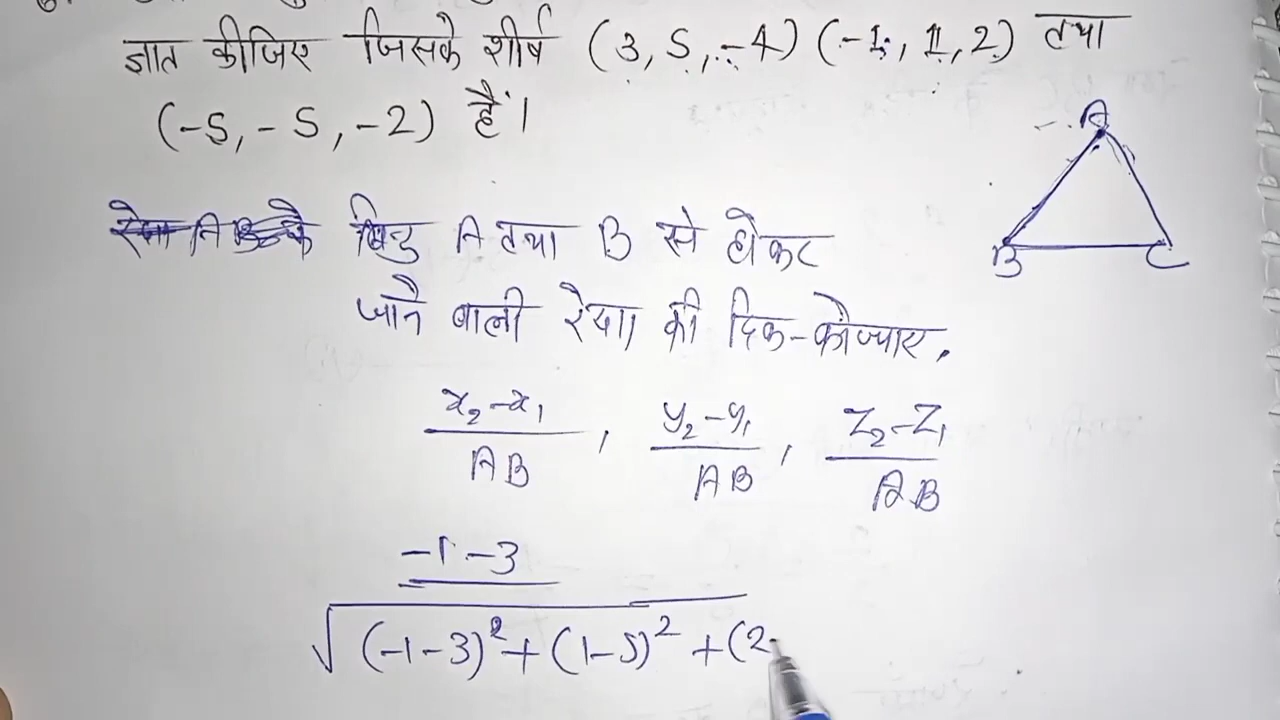 ज्ञात कीजिए जिसके शीर्ष (3, 5, -4) (-1, 1, 2) तथा
(-5, -5, -2) हैं।
A
B
C
बिन्दु A तथा B से होकर
जाने वाली रेखा की दिक-कोज्याए.
x₂-x₁ / AB , y₂-y₁ / AB , Z₂-Z₁ / AB
-1-3
√(-1-3)² + (1-5)² + (2